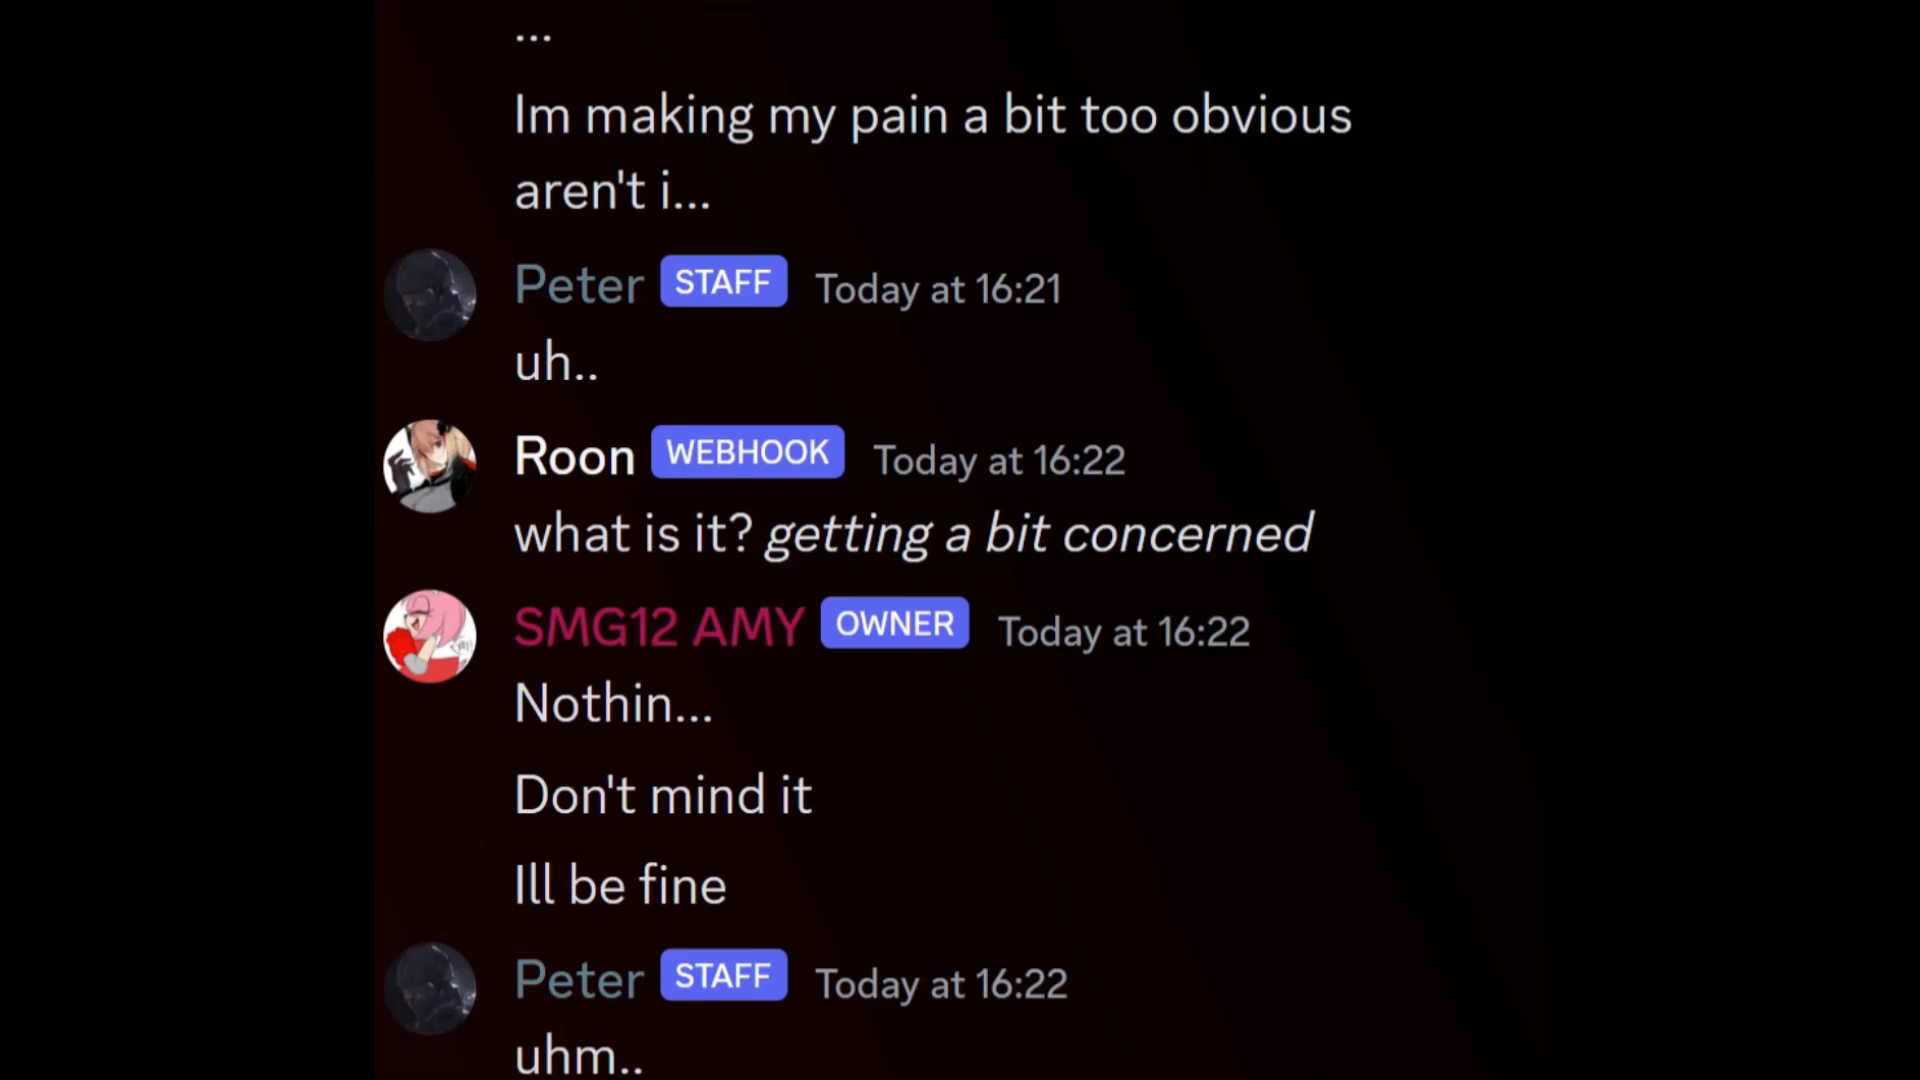 ...
Im making my pain a bit too obvious
aren't i...
Peter STAFF Today at 16:21
uh..
Roon WEBHOOK Today at 16:22
what is it? getting a bit concerned
SMG12 AMY OWNER Today at 16:22
Nothin...
Don't mind it
Ill be fine
Peter STAFF Today at 16:22
uhm..